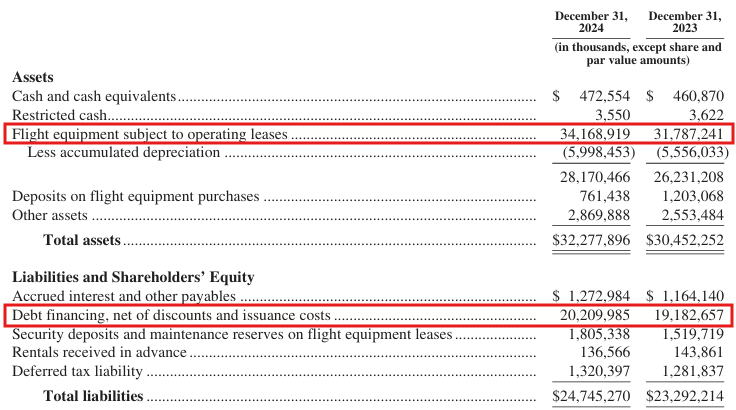 December 31, 2024 December 31, 2023
(in thousands, except share and par value amounts)
Assets
Cash and cash equivalents $ 472,554 $ 460,870
Restricted cash 3,550 3,622
Flight equipment subject to operating leases 34,168,919 31,787,241
Less accumulated depreciation (5,998,453) (5,556,033)
28,170,466 26,231,208
Deposits on flight equipment purchases 761,438 1,203,068
Other assets 2,869,888 2,553,484
Total assets $32,277,896 $30,452,252
Liabilities and Shareholders’ Equity
Accrued interest and other payables $ 1,272,984 $ 1,164,140
Debt financing, net of discounts and issuance costs 20,209,985 19,182,657
Security deposits and maintenance reserves on flight equipment leases 1,805,338 1,519,719
Rentals received in advance 136,566 143,861
Deferred tax liability 1,320,397 1,281,837
Total liabilities $24,745,270 $23,292,214